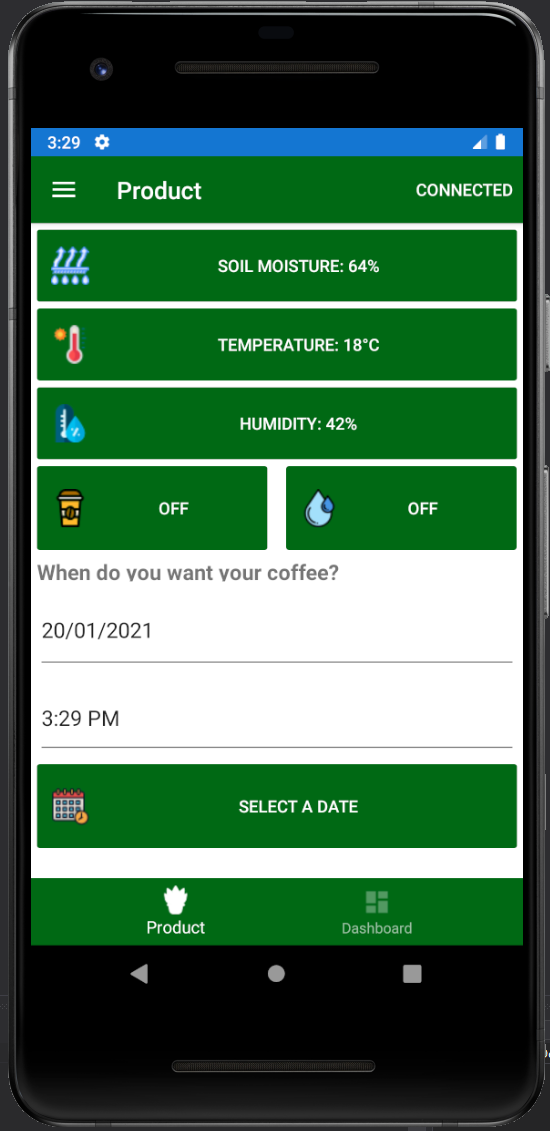 3:29
Product
CONNECTED
SOIL MOISTURE: 64%
TEMPERATURE: 18°C
HUMIDITY: 42%
OFF
OFF
When do you want your coffee?
20/01/2021
3:29 PM
SELECT A DATE
Product
Dashboard